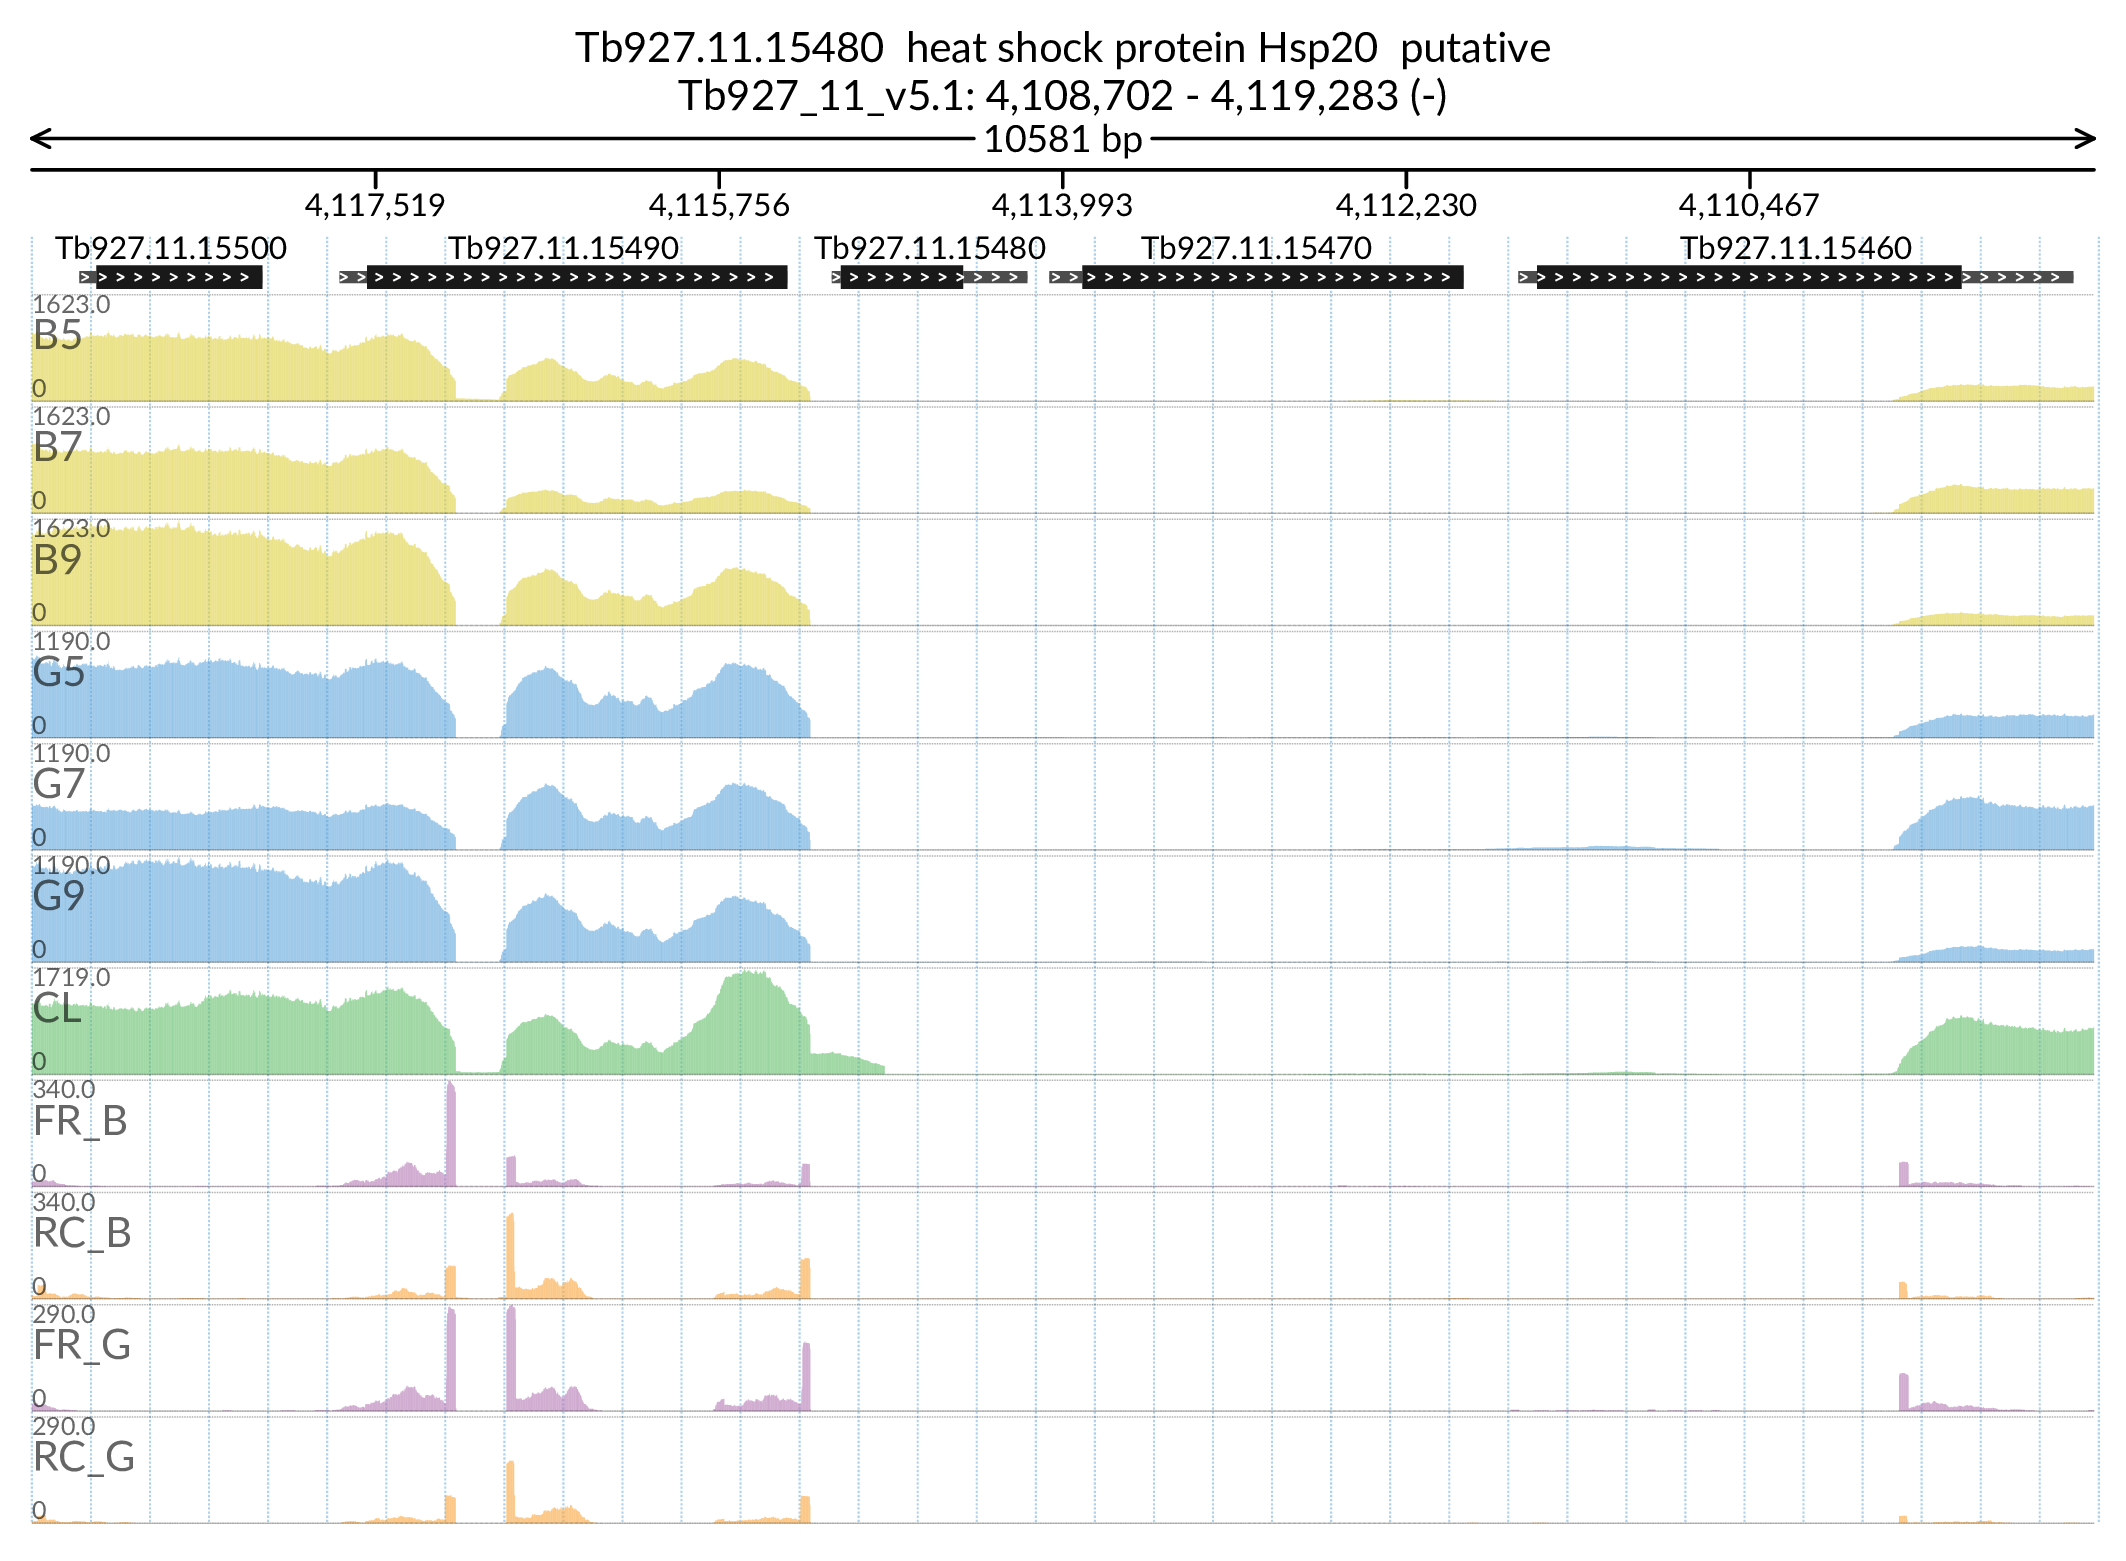 Tb927.11.15480 heat shock protein Hsp20 putative
Tb927_11_v5.1: 4,108,702 - 4,119,283 (-)
10581 bp
4,117,519 4,115,756 4,113,993 4,112,230 4,110,467
Tb927.11.15500 Tb927.11.15490 Tb927.11.15480 Tb927.11.15470 Tb927.11.15460
1623.0
B5
0
1623.0
B7
0
1623.0
B9
0
1190.0
G5
0
1190.0
G7
0
1190.0
G9
0
1719.0
CL
0
340.0
FR_B
0
340.0
RC_B
0
290.0
FR_G
0
290.0
RC_G
0